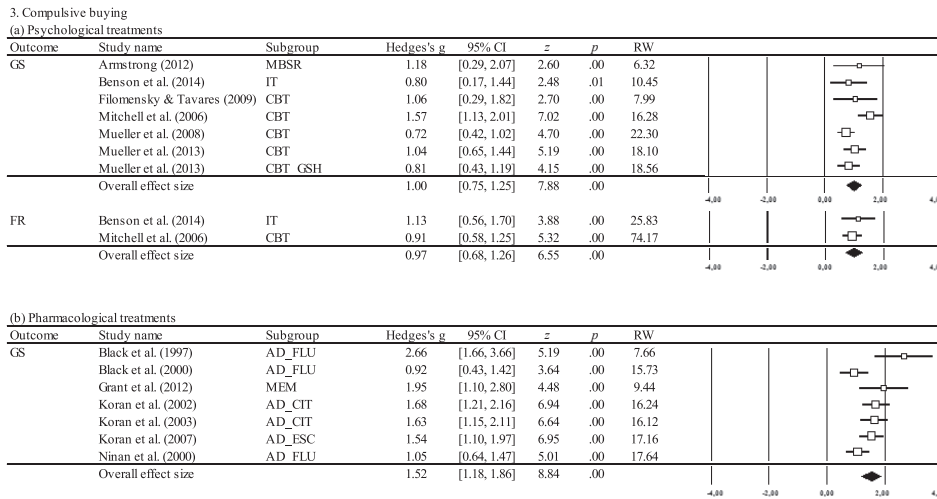 3. Compulsive buying
(a) Psychological treatments
Outcome Study name Subgroup Hedges's g 95% CI z p RW
GS Armstrong (2012) MBSR 1.18 [0.29, 2.07] 2.60 .00 6.32
Benson et al. (2014) IT 0.80 [0.17, 1.44] 2.48 .01 10.45
Filomensky & Tavares (2009) CBT 1.06 [0.29, 1.82] 2.70 .00 7.99
Mitchell et al. (2006) CBT 1.57 [1.13, 2.01] 7.02 .00 16.28
Mueller et al. (2008) CBT 0.72 [0.42, 1.02] 4.70 .00 22.30
Mueller et al. (2013) CBT 1.04 [0.65, 1.44] 5.19 .00 18.10
Mueller et al. (2013) CBT_GSH 0.81 [0.43, 1.19] 4.15 .00 18.56
Overall effect size 1.00 [0.75, 1.25] 7.88 .00
-4,00 -2,00 0,00 2,00 4,0
FR Benson et al. (2014) IT 1.13 [0.56, 1.70] 3.88 .00 25.83
Mitchell et al. (2006) CBT 0.91 [0.58, 1.25] 5.32 .00 74.17
Overall effect size 0.97 [0.68, 1.26] 6.55 .00
-4,00 -2,00 0,00 2,00 4,0
(b) Pharmacological treatments
Outcome Study name Subgroup Hedges's g 95% CI z p RW
GS Black et al. (1997) AD_FLU 2.66 [1.66, 3.66] 5.19 .00 7.66
Black et al. (2000) AD_FLU 0.92 [0.43, 1.42] 3.64 .00 15.73
Grant et al. (2012) MEM 1.95 [1.10, 2.80] 4.48 .00 9.44
Koran et al. (2002) AD_CIT 1.68 [1.21, 2.16] 6.94 .00 16.24
Koran et al. (2003) AD_CIT 1.63 [1.15, 2.11] 6.64 .00 16.12
Koran et al. (2007) AD_ESC 1.54 [1.10, 1.97] 6.95 .00 17.16
Ninan et al. (2000) AD_FLU 1.05 [0.64, 1.47] 5.01 .00 17.64
Overall effect size 1.52 [1.18, 1.86] 8.84 .00
-4,00 -2,00 0,00 2,00 4,0